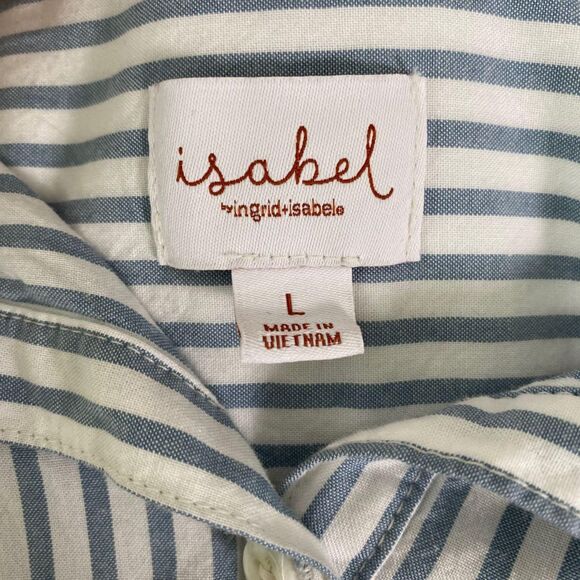 isabel
by ingrid+isabel®
L
MADE IN
VIETNAM